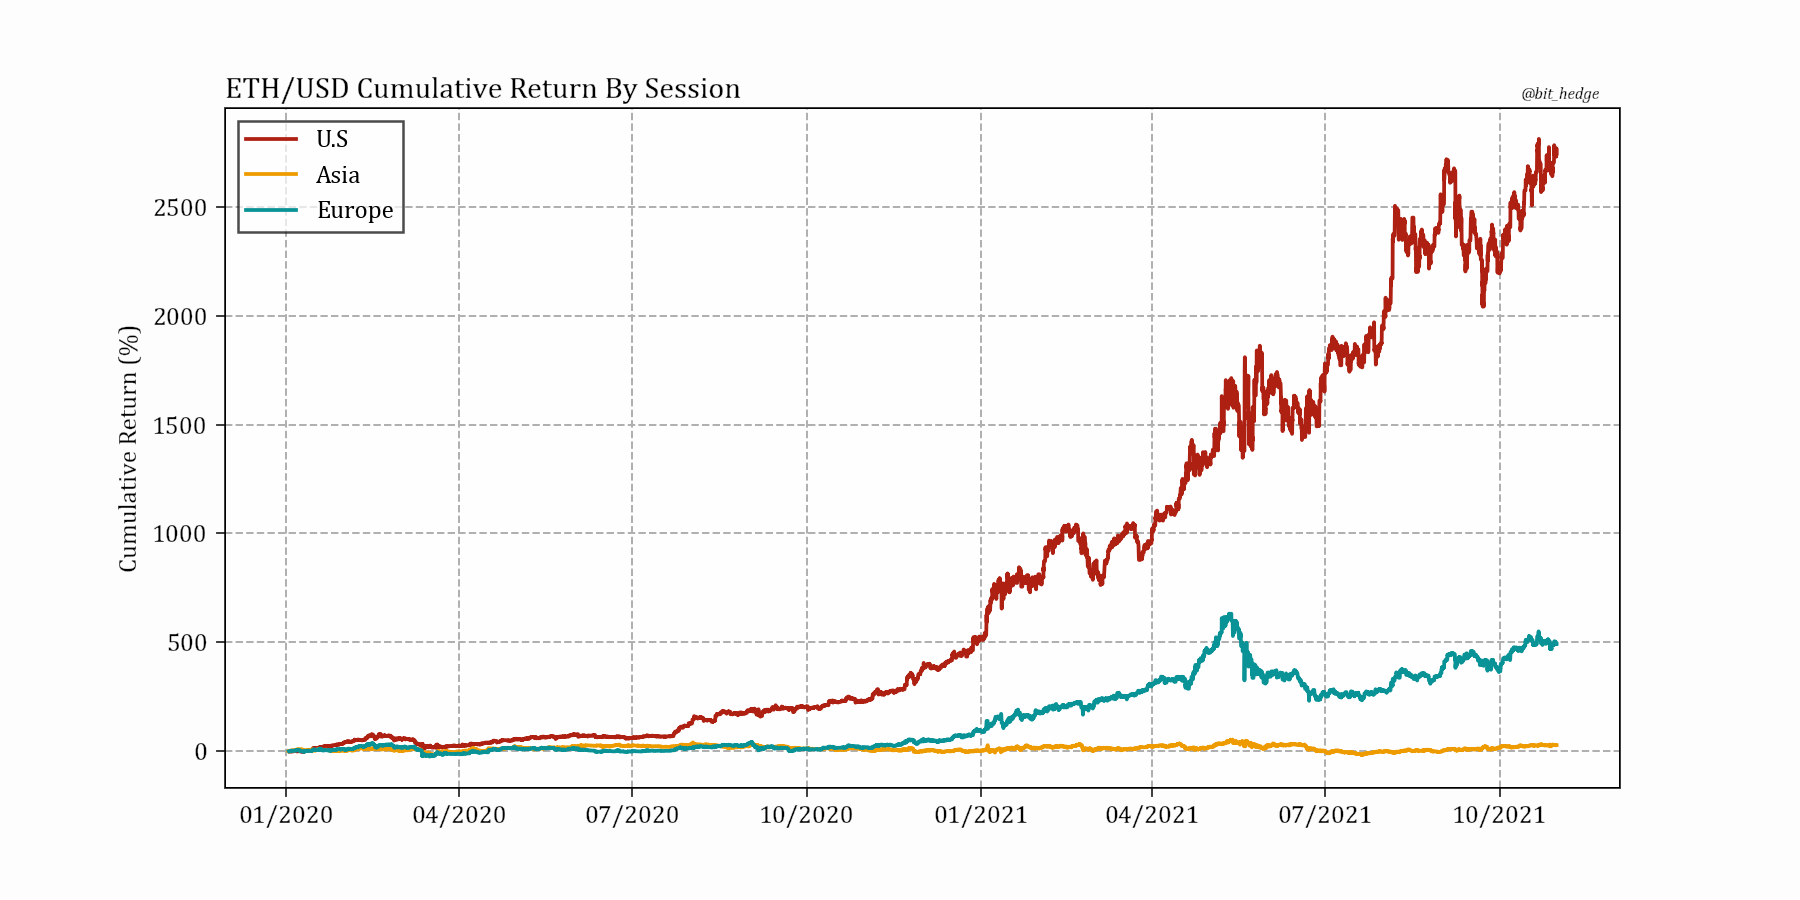 ETH/USD Cumulative Return By Session
@bit_hedge
U.S
Asia
Europe
Cumulative Return (%)
2500
2000
1500
1000
500
0
01/2020 04/2020 07/2020 10/2020 01/2021 04/2021 07/2021 10/2021